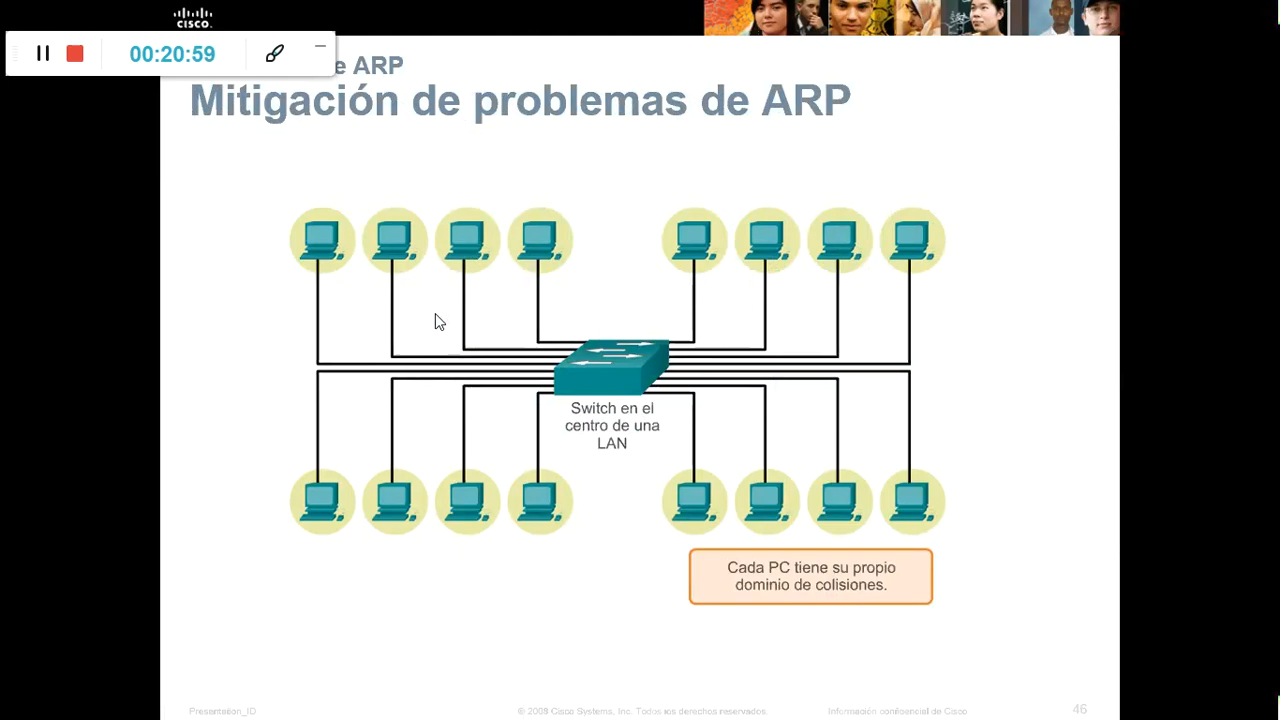 CISCO
00:20:59
e ARP
Mitigación de problemas de ARP
Switch en el
centro de una
LAN
Cada PC tiene su propio
dominio de colisiones.
Presentation_ID
© 2008 Cisco Systems, Inc. Todos los derechos reservados.
Información confidencial de Cisco
46